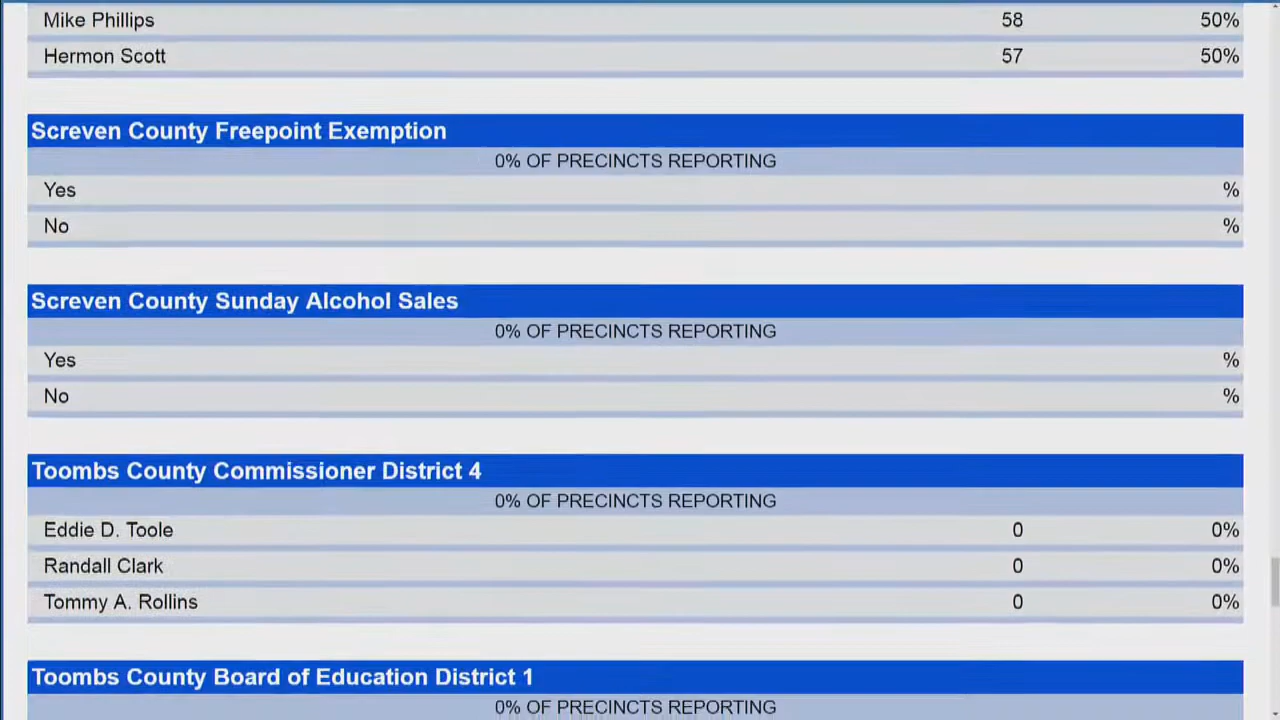 Mike Phillips 58 50%
Hermon Scott 57 50%
Screven County Freepoint Exemption
0% OF PRECINCTS REPORTING
Yes %
No %
Screven County Sunday Alcohol Sales
0% OF PRECINCTS REPORTING
Yes %
No %
Toombs County Commissioner District 4
0% OF PRECINCTS REPORTING
Eddie D. Toole 0 0%
Randall Clark 0 0%
Tommy A. Rollins 0 0%
Toombs County Board of Education District 1
0% OF PRECINCTS REPORTING